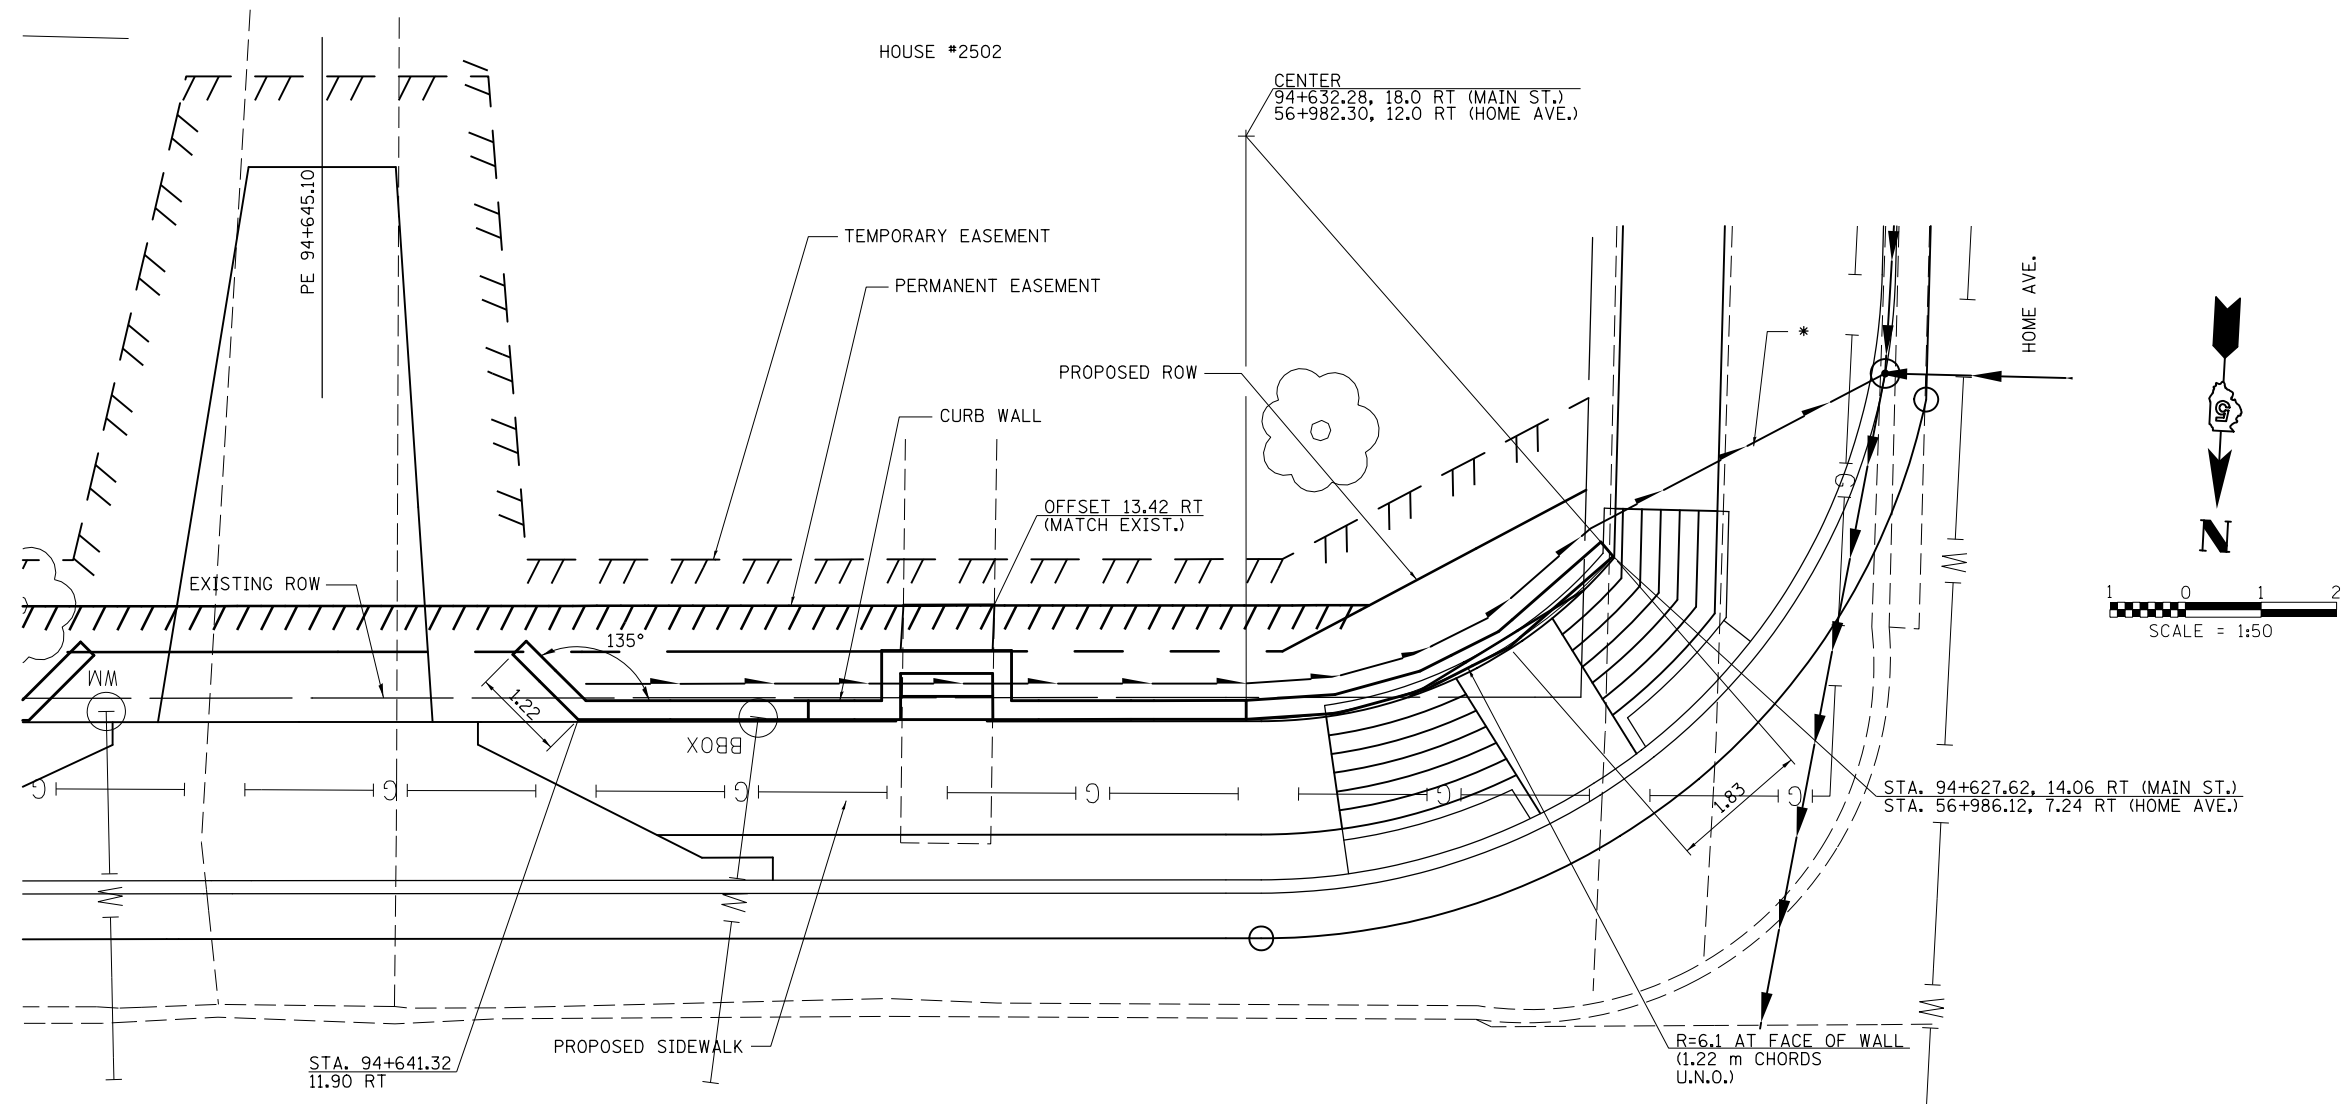 HOUSE #2502
CENTER
94+632.28, 18.0 RT (MAIN ST.)
56+982.30, 12.0 RT (HOME AVE.)
PE 94+645.10
TEMPORARY EASEMENT
PERMANENT EASEMENT
HOME AVE.
*
PROPOSED ROW
CURB WALL
5
OFFSET 13.42 RT
(MATCH EXIST.)
N
EXISTING ROW
1 0 1 2
SCALE = 1:50
135°
WM
1.22
BBOX
G
G
G
G
G
G
G
1.83
STA. 94+627.62, 14.06 RT (MAIN ST.)
STA. 56+986.12, 7.24 RT (HOME AVE.)
W
W
W
W
PROPOSED SIDEWALK
STA. 94+641.32
11.90 RT
R=6.1 AT FACE OF WALL
(1.22 m CHORDS
U.N.O.)